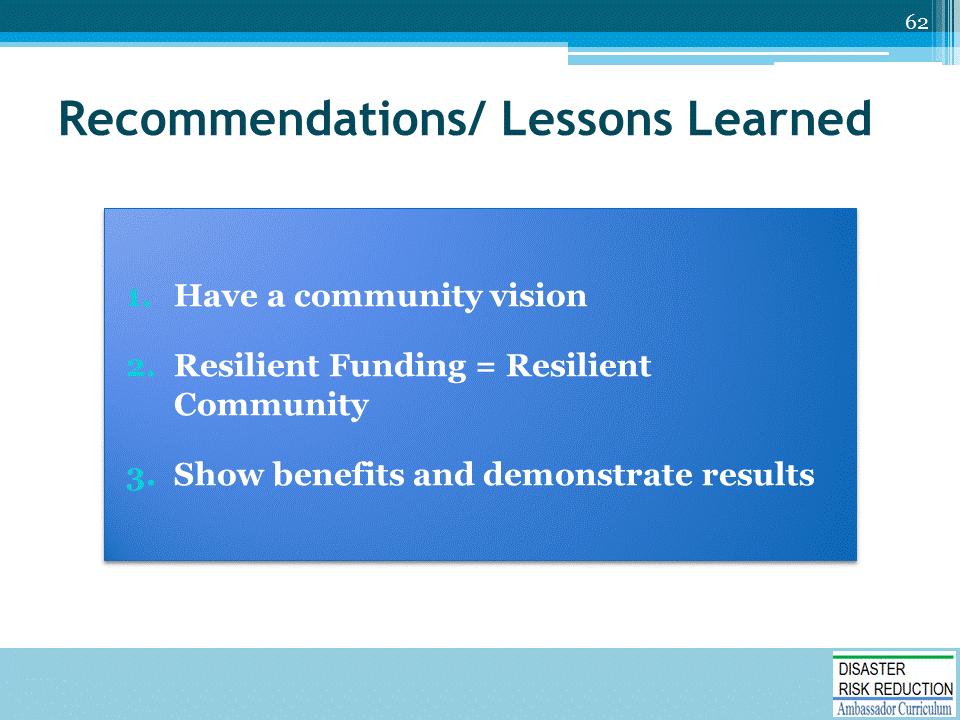 62
Recommendations/ Lessons Learned
1. Have a community vision
2. Resilient Funding = Resilient
Community
3. Show benefits and demonstrate results
DISASTER
RISK REDUCTION
Ambassador Curriculum